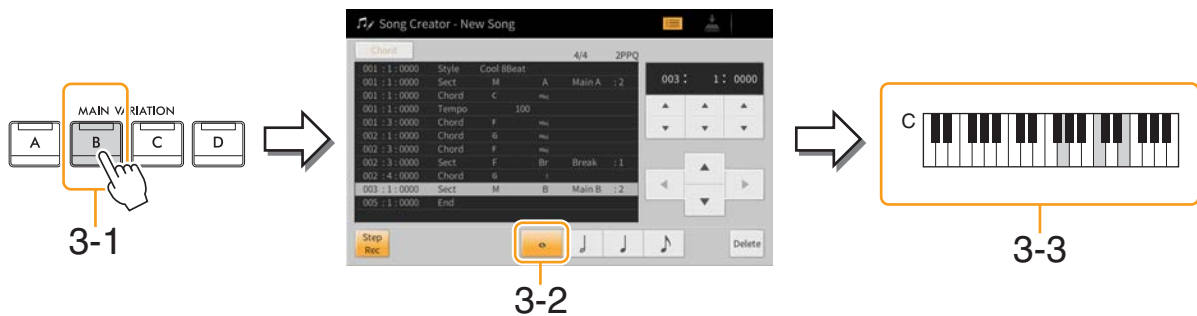 MAIN VARIATION
A B C D
3-1
Song Creator - New Song
Chord 4/4 2PPQ
001 : 1 : 0000 Style Cool 8Beat
001 : 1 : 0000 Sect M A Main A : 2
001 : 1 : 0000 Chord C
001 : 1 : 0000 Tempo 100
001 : 3 : 0000 Chord F
002 : 1 : 0000 Chord G
002 : 3 : 0000 Chord F
002 : 3 : 0000 Sect F Br Break : 1
002 : 4 : 0000 Chord G
003 : 1 : 0000 Sect M B Main B : 2
005 : 1 : 0000 End
003 : 1 : 0000
Step
Rec
Delete
3-2
C
3-3